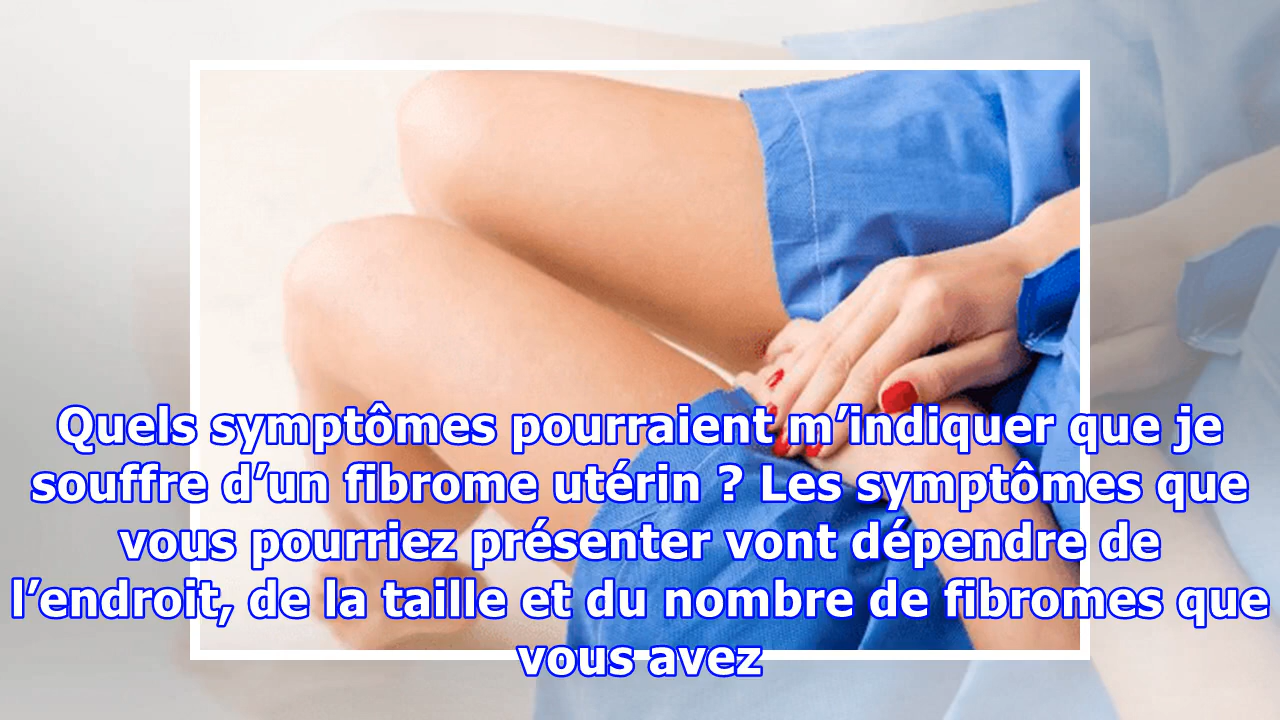 Quels symptômes pourraient m’indiquer que je
souffre d’un fibrome utérin ? Les symptômes que
vous pourriez présenter vont dépendre de
l’endroit, de la taille et du nombre de fibromes que
vous avez